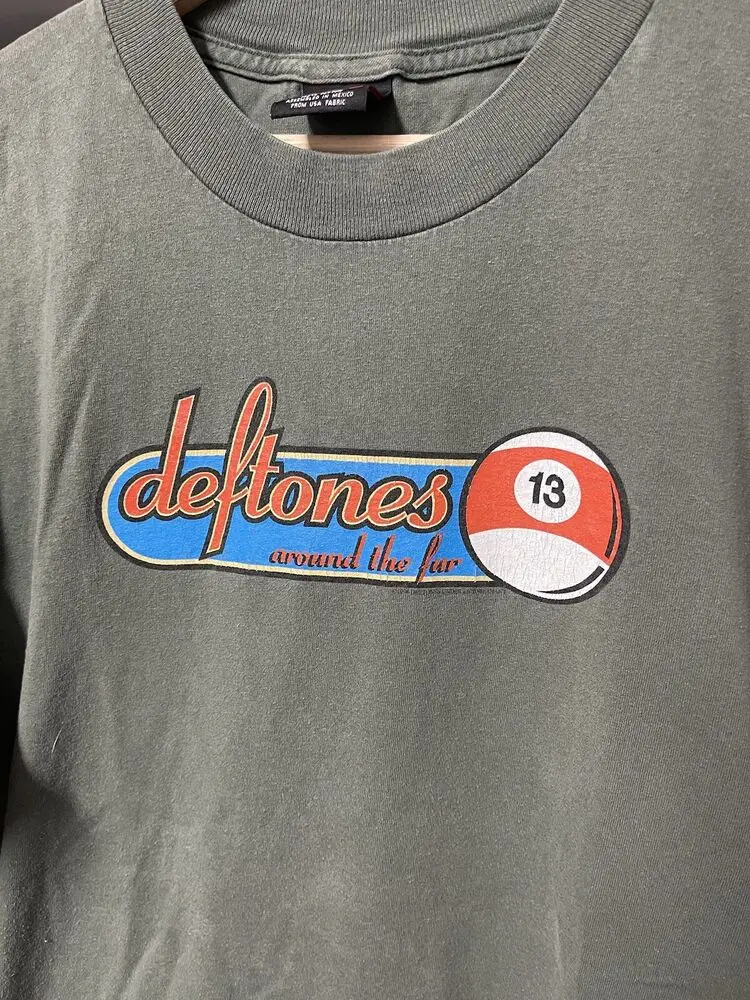 ASSEMBLED IN MEXICO
FROM USA FABRIC
deftones
13
around the fur